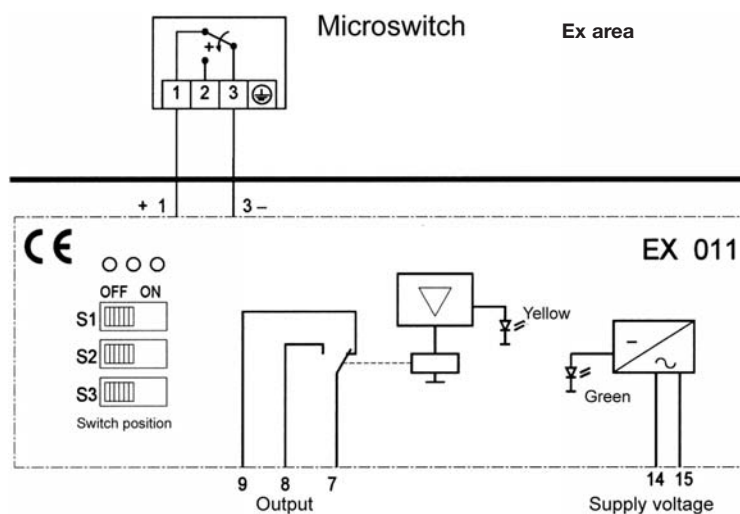 Microswitch
Ex area
+
1 2 3
+ 1 3 –
CE
EX 011
OFF ON
S1
S2
S3
Switch position
Yellow
Green
–
~
9 8 7
Output
14 15
Supply voltage